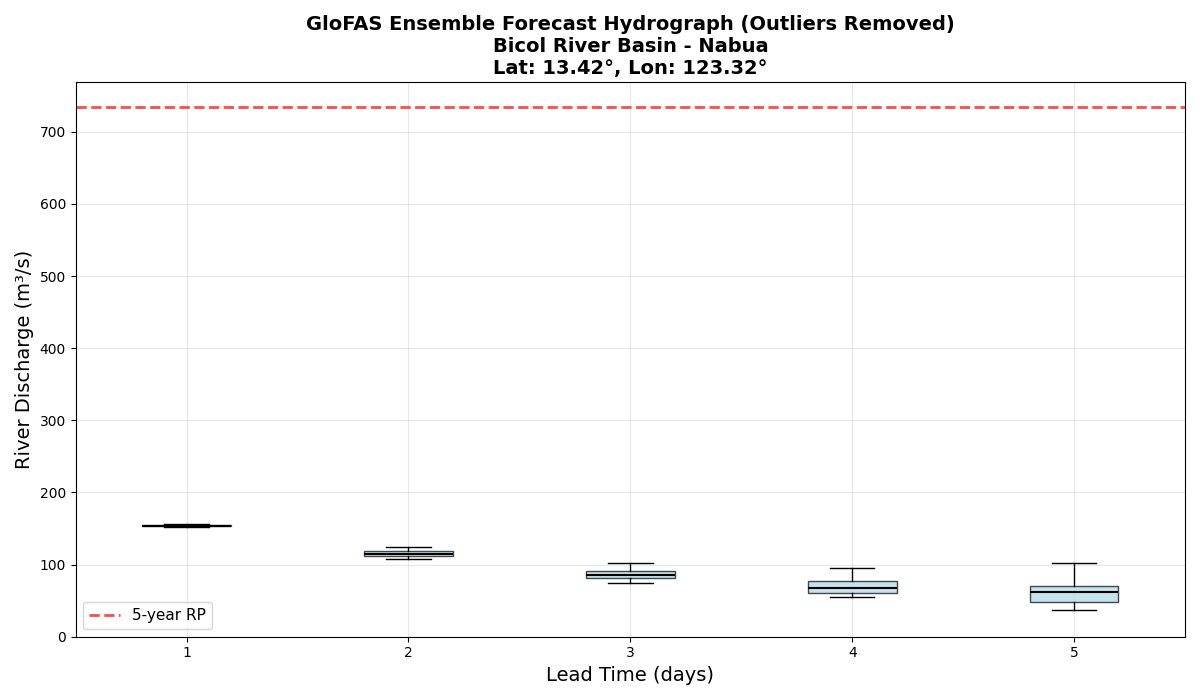 GloFAS Ensemble Forecast Hydrograph (Outliers Removed)
Bicol River Basin - Nabua
Lat: 13.42°, Lon: 123.32°
River Discharge (m³/s)
700
600
500
400
300
200
100
0
5-year RP
1
2
3
4
5
Lead Time (days)